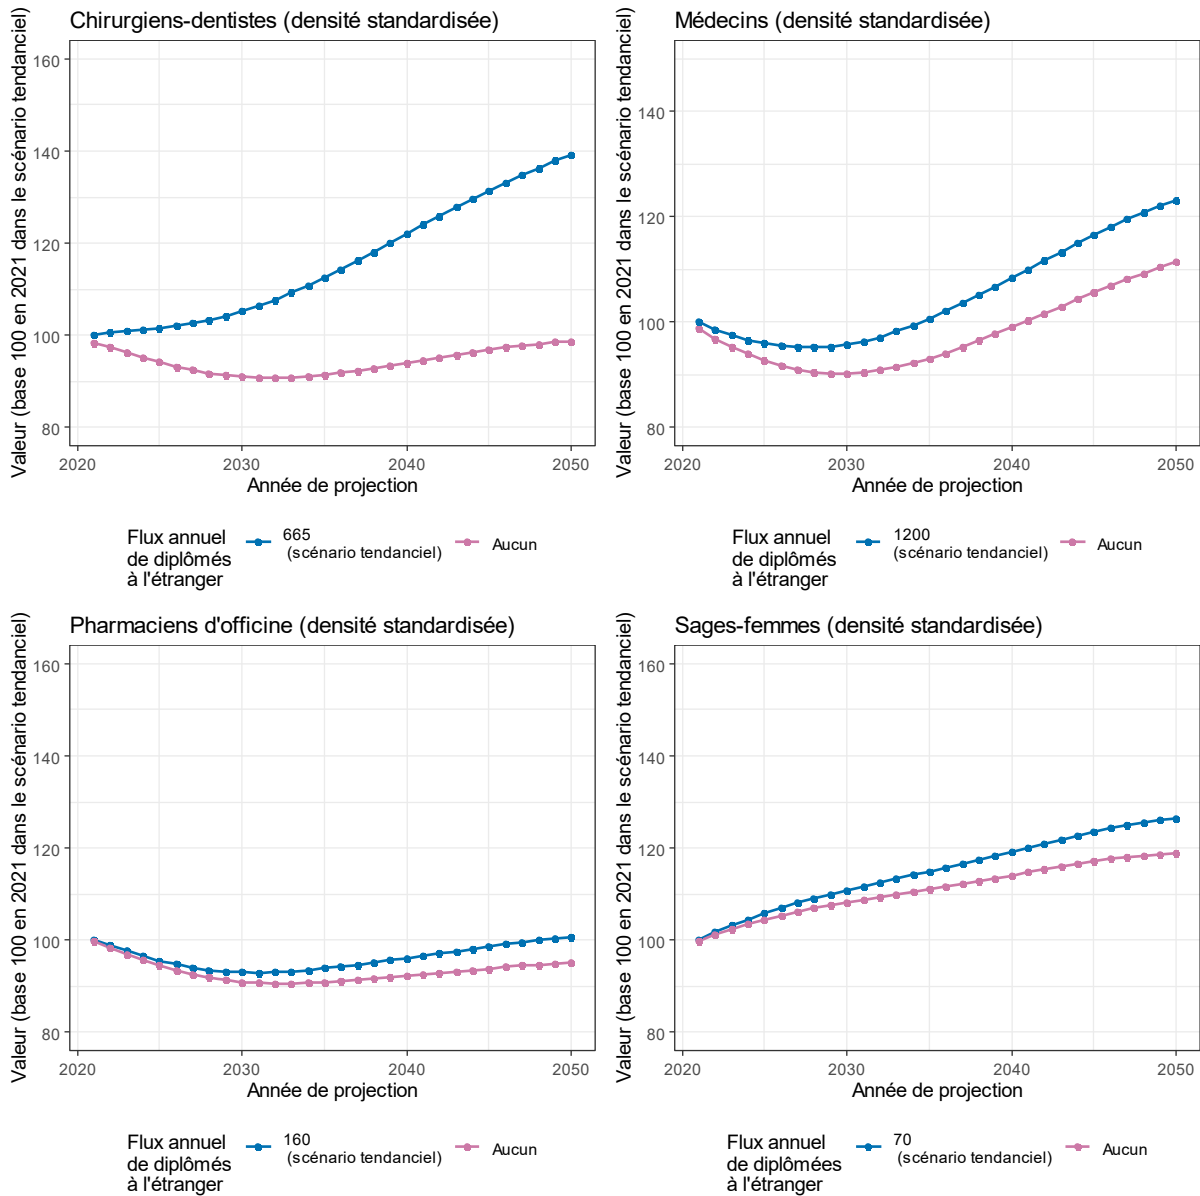 Chirurgiens-dentistes (densité standardisée)
Valeur (base 100 en 2021 dans le scénario tendanciel)
160
140
120
100
80
2020
2030
2040
2050
Année de projection
Flux annuel
de diplômés
à l'étranger
665
(scénario tendanciel)
Aucun
Médecins (densité standardisée)
Valeur (base 100 en 2021 dans le scénario tendanciel)
140
120
100
80
2020
2030
2040
2050
Année de projection
Flux annuel
de diplômés
à l'étranger
1200
(scénario tendanciel)
Aucun
Pharmaciens d'officine (densité standardisée)
Valeur (base 100 en 2021 dans le scénario tendanciel)
160
140
120
100
80
2020
2030
2040
2050
Année de projection
Flux annuel
de diplômés
à l'étranger
160
(scénario tendanciel)
Aucun
Sages-femmes (densité standardisée)
Valeur (base 100 en 2021 dans le scénario tendanciel)
160
140
120
100
80
2020
2030
2040
2050
Année de projection
Flux annuel
de diplômées
à l'étranger
70
(scénario tendanciel)
Aucun